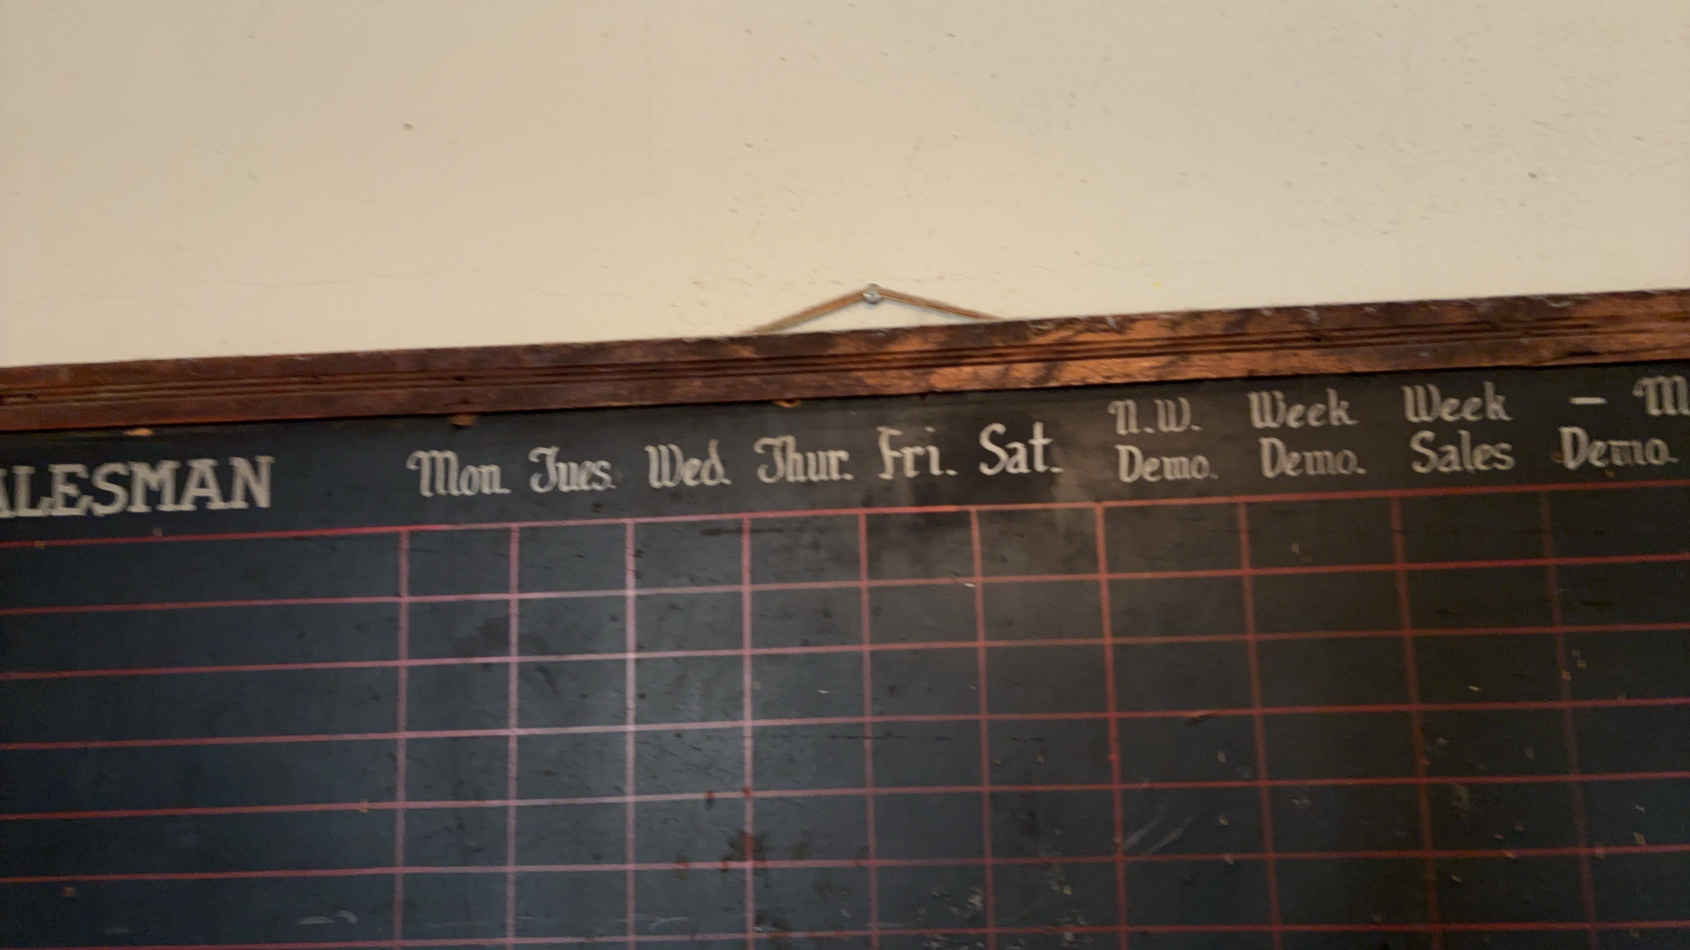 ALESMAN Mon. Tues. Wed. Thur. Fri. Sat. N.W. Demo. Week Demo. Week Sales — M
Demo.